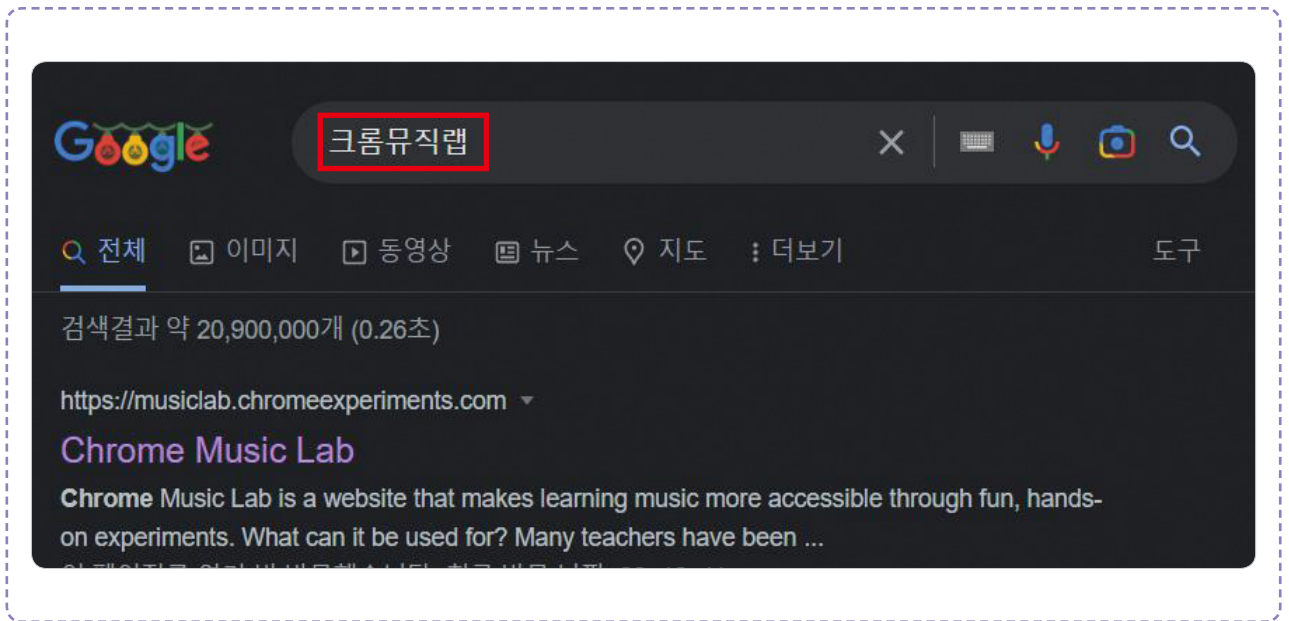 Google
크롬뮤직랩
전체 이미지 동영상 뉴스 지도 더보기 도구
검색결과 약 20,900,000개 (0.26초)
https://musiclab.chromeexperiments.com
Chrome Music Lab
Chrome Music Lab is a website that makes learning music more accessible through fun, hands-
on experiments. What can it be used for? Many teachers have been ...